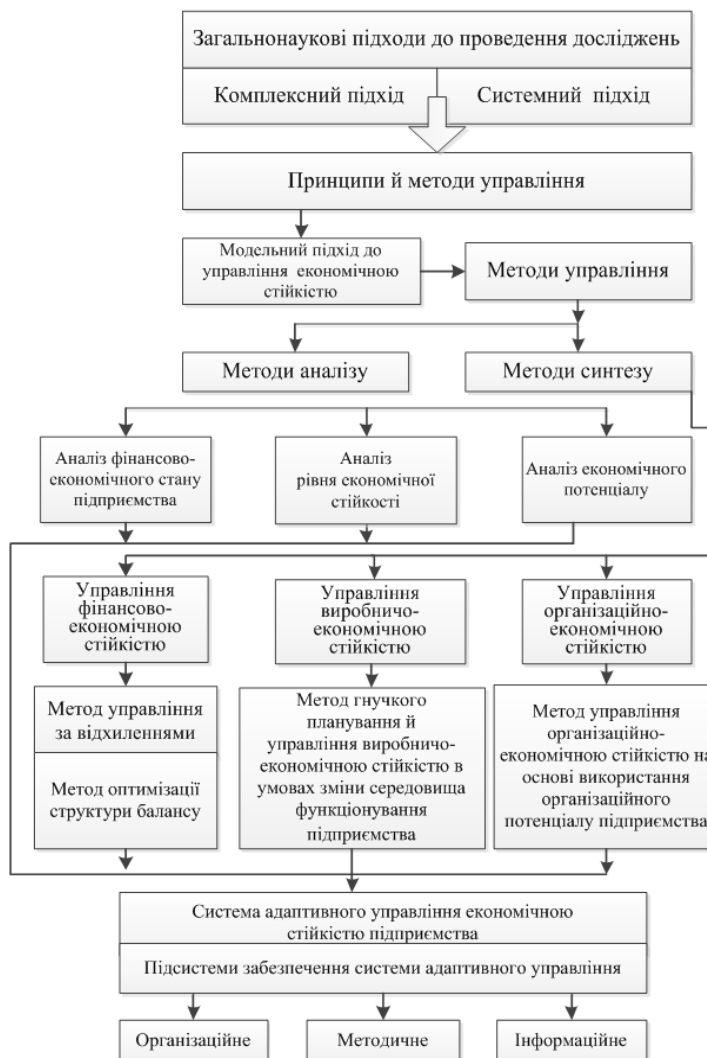 Загальнонаукові підходи до проведення досліджень
Комплексний підхід
Системний підхід
Принципи й методи управління
Модельний підхід до
управління економічною
стійкістю
Методи управління
Методи аналізу
Методи синтезу
Аналіз фінансово-
економічного стану
підприємства
Аналіз
рівня економічної
стійкості
Аналіз економічного
потенціалу
Управління
фінансово-
економічною
стійкістю
Управління
виробничо-
економічною
стійкістю
Управління
організаційно-
економічною
стійкістю
Метод управління
за відхиленнями
Метод оптимізації
структури балансу
Метод гнучкого
планування й
управління виробничо-
економічною стійкістю в
умовах зміни середовища
функціонування
підприємства
Метод управління
організаційно-
економічною стійкістю на
основі використання
організаційного
потенціалу підприємства
Система адаптивного управління економічною
стійкістю підприємства
Підсистеми забезпечення системи адаптивного управління
Організаційне
Методичне
Інформаційне